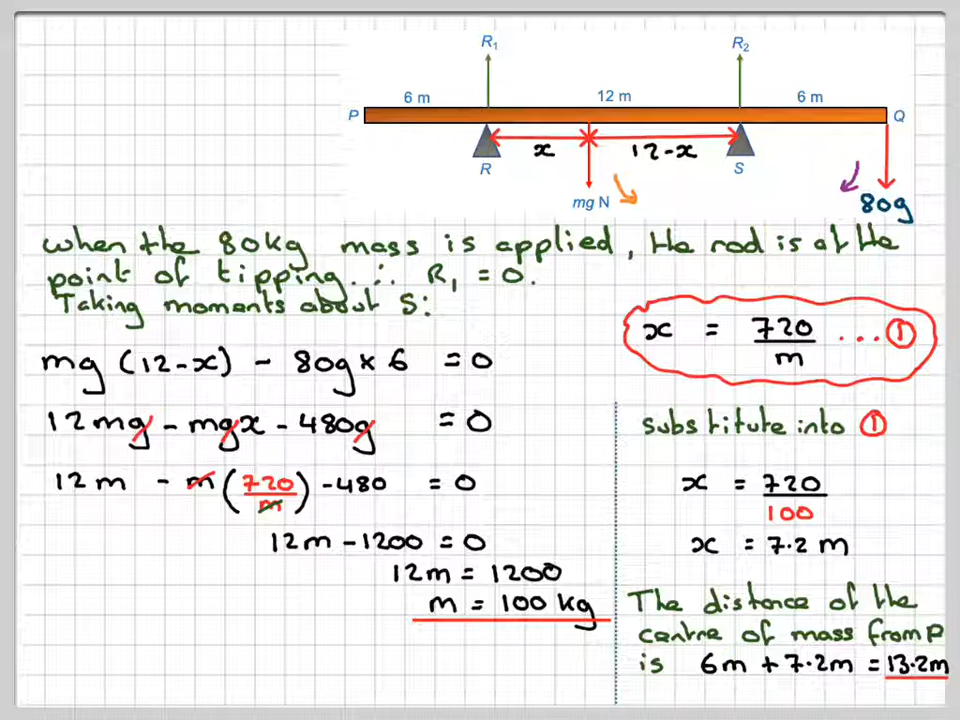 R₁ R₂
6 m 12 m 6 m
P Q
x 12-x
R S
mg N 80g
when the 80kg mass is applied, the rod is at the
point of tipping. ∴ R₁ = 0.
Taking moments about S:
mg (12-x) - 80g × 6 = 0
12mg - mgx - 480g = 0
12m - m (720/m) - 480 = 0
12m - 1200 = 0
12m = 1200
m = 100 kg
x = 720/m ... ①
substitute into ①
x = 720/100
x = 7.2 m
The distance of the
centre of mass from P
is 6m + 7.2m = 13.2m